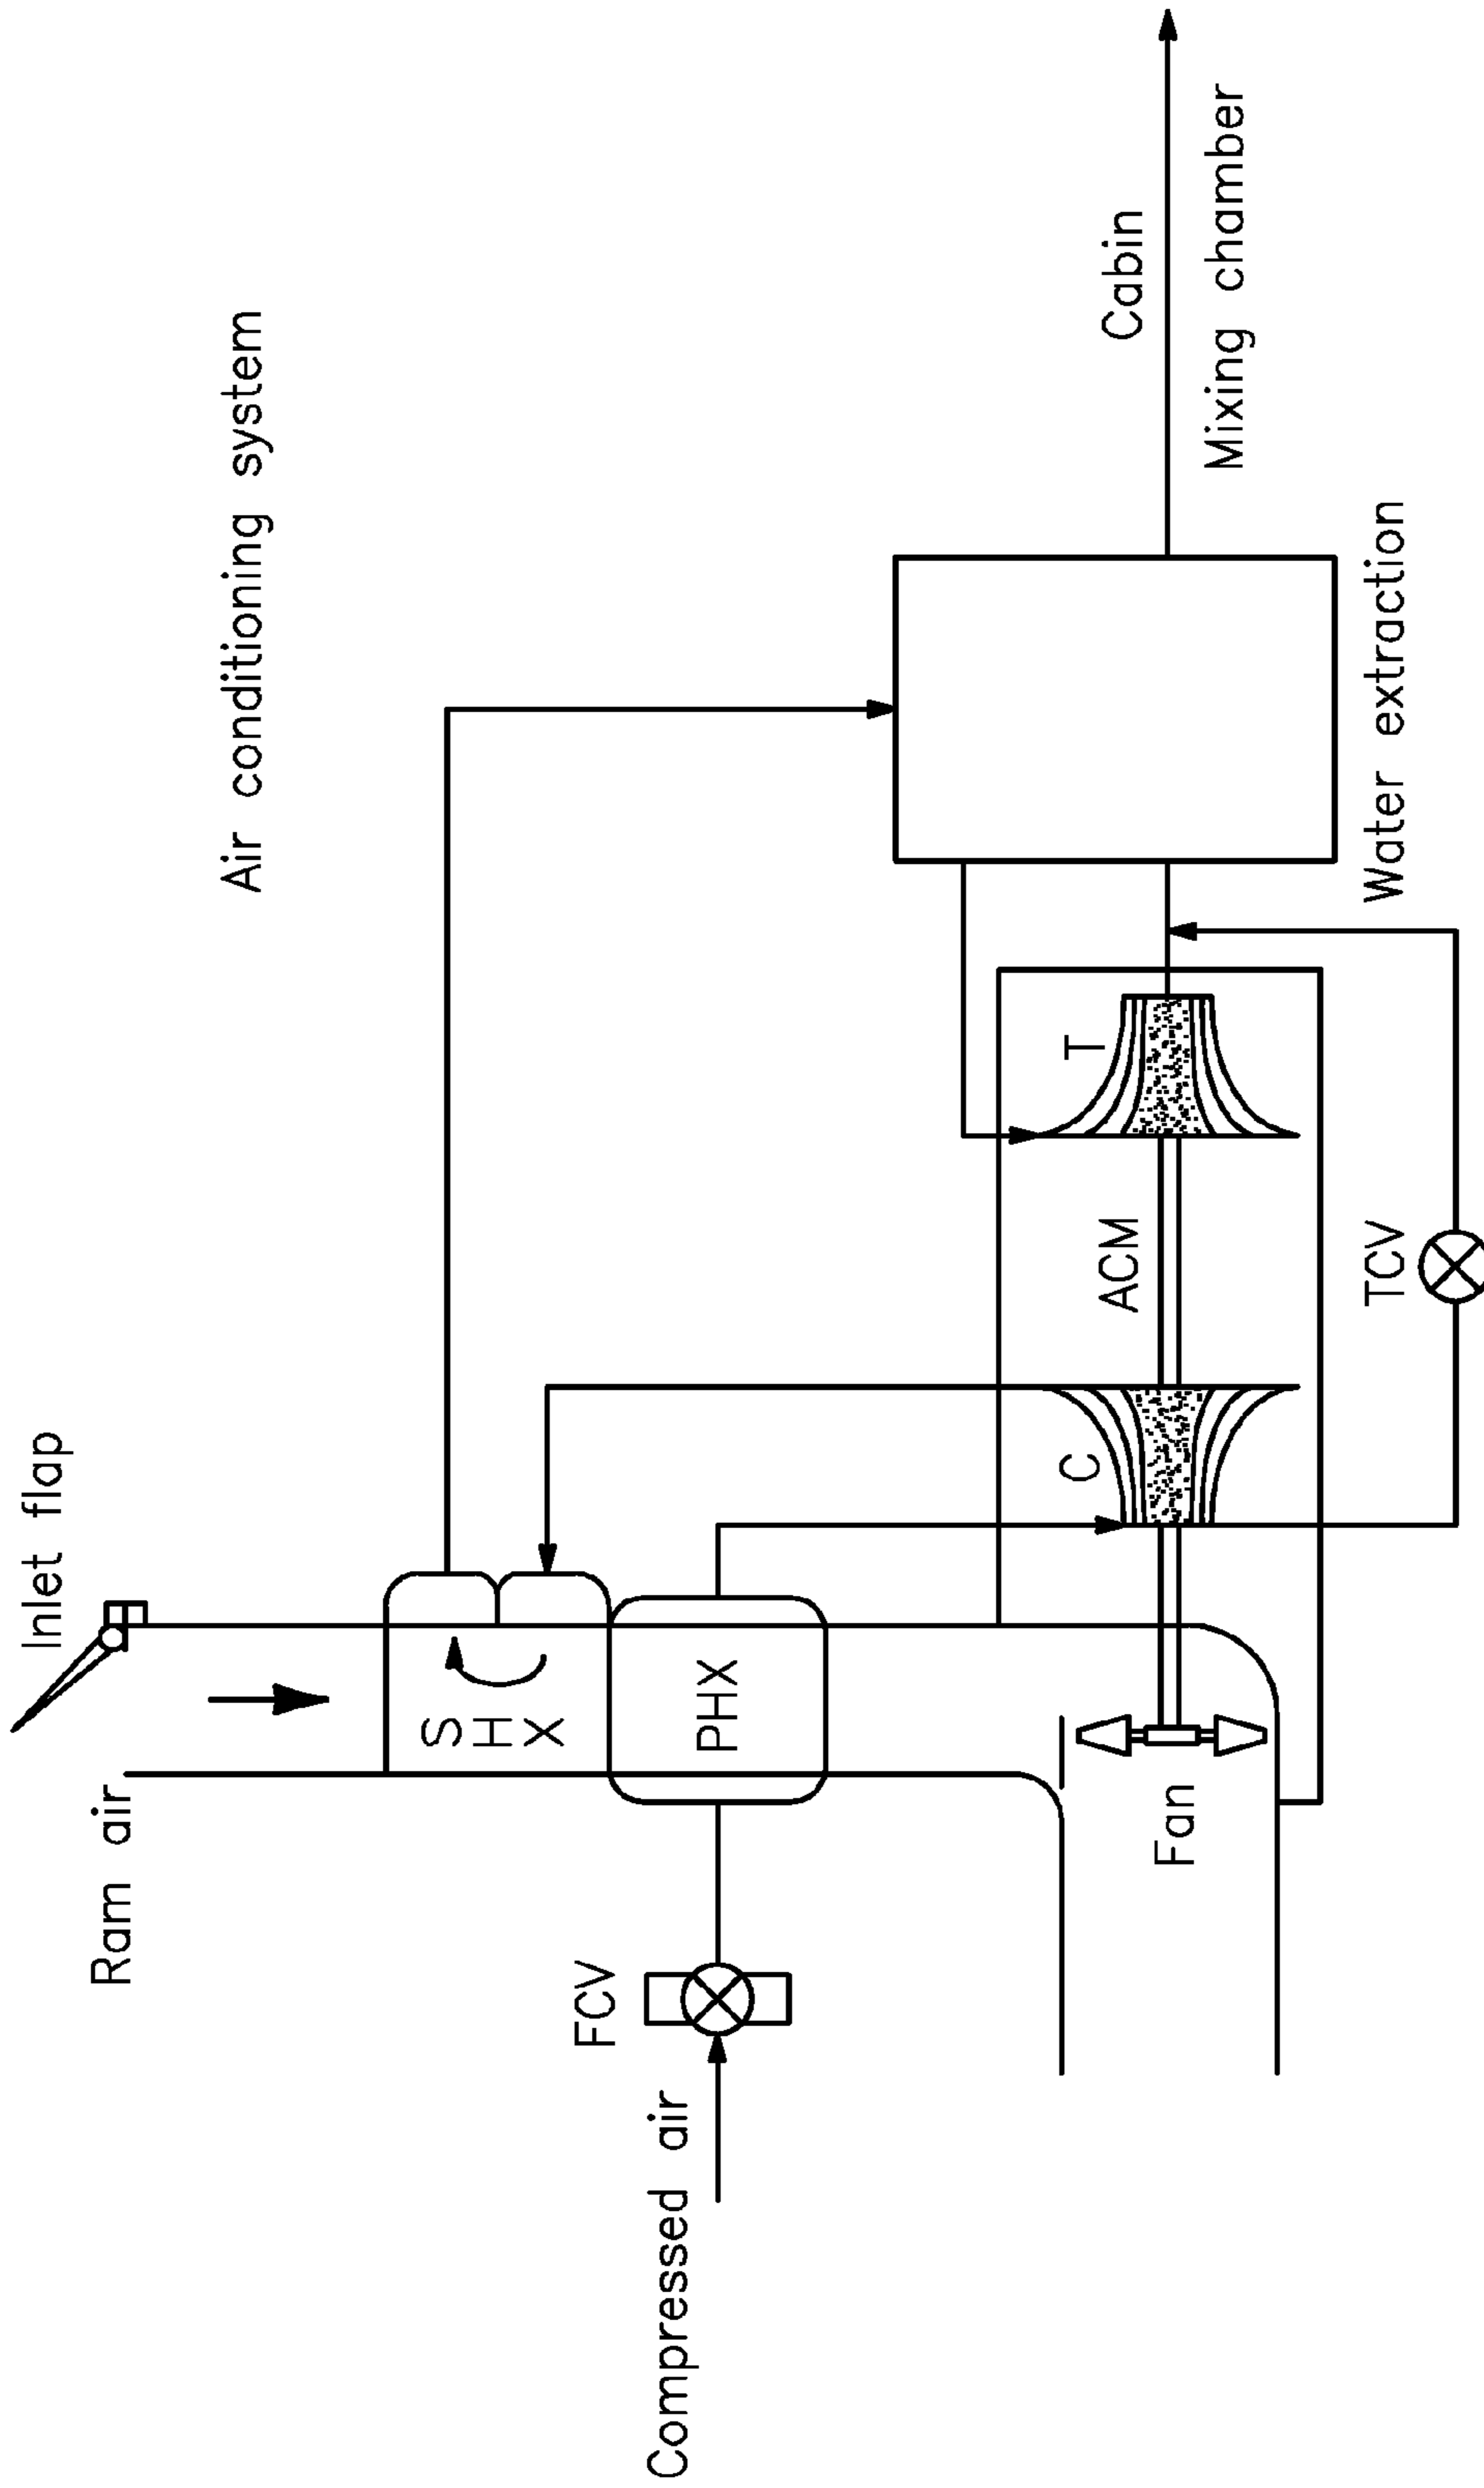 Air conditioning system
Inlet flap
Ram air
SHX
PHX
FCV
Compressed air
Fan
C
ACM
T
TCV
Water extraction
Cabin
Mixing chamber